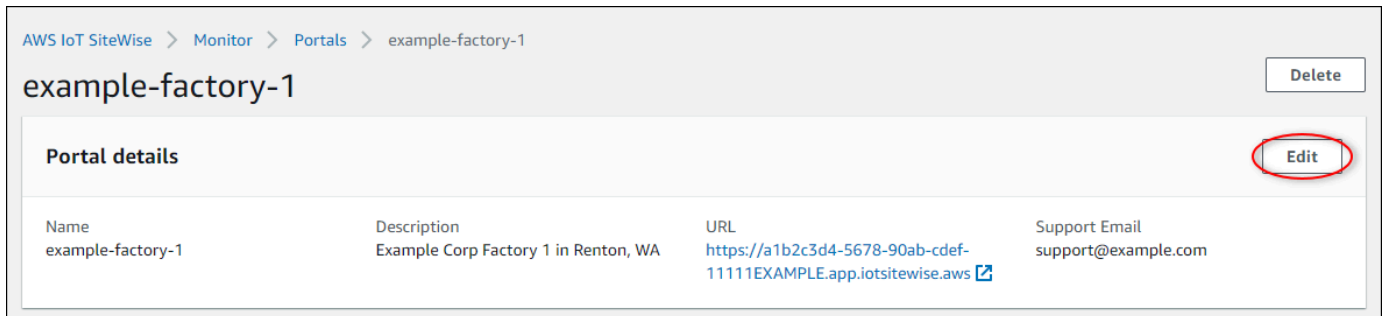 AWS IoT SiteWise > Monitor > Portals > example-factory-1
example-factory-1
Delete
Portal details
Edit
Name
example-factory-1
Description
Example Corp Factory 1 in Renton, WA
URL
https://a1b2c3d4-5678-90ab-cdef-
11111EXAMPLE.app.iotsitewise.aws
Support Email
support@example.com